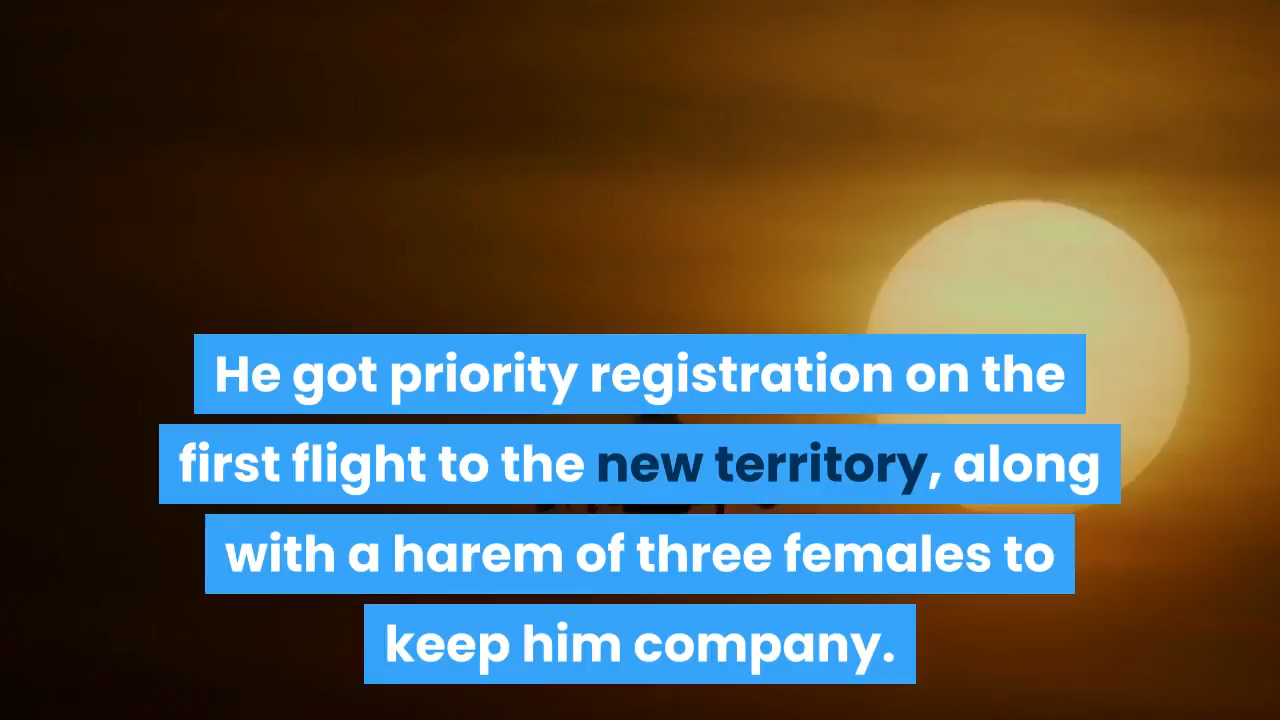 He got priority registration on the
first flight to the new territory, along
with a harem of three females to
keep him company.